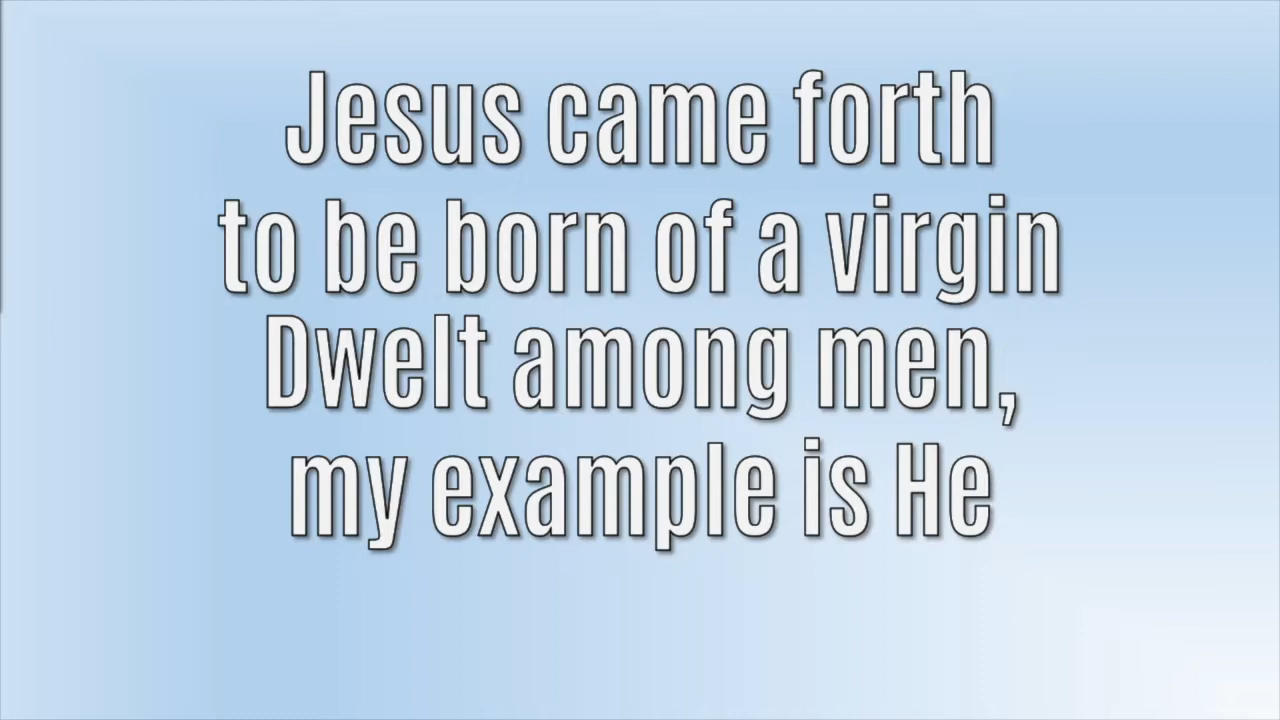 Jesus came forth
to be born of a virgin
Dwelt among men,
my example is He